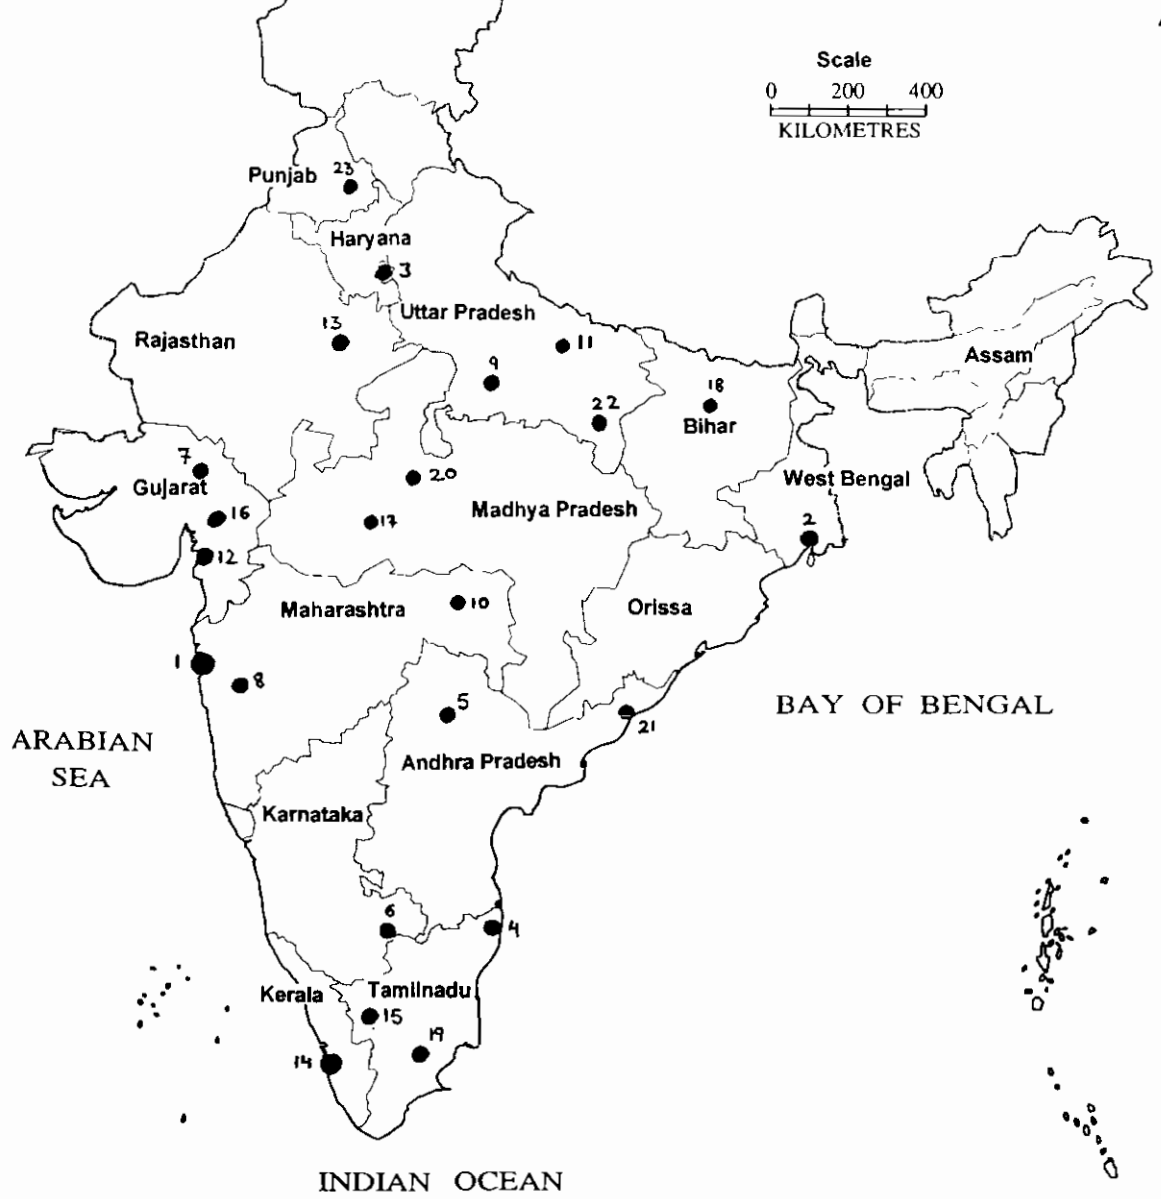 Scale
0 200 400
KILOMETRES
Punjab
23
Haryana
3
Uttar Pradesh
13
Rajasthan
11
Assam
9
18
22
Bihar
7
20
West Bengal
Gujarat
16
17
Madhya Pradesh
2
12
Maharashtra
10
Orissa
1
8
5
21
BAY OF BENGAL
ARABIAN
SEA
Andhra Pradesh
Karnataka
6
4
Kerala
Tamilnadu
15
19
14
INDIAN OCEAN